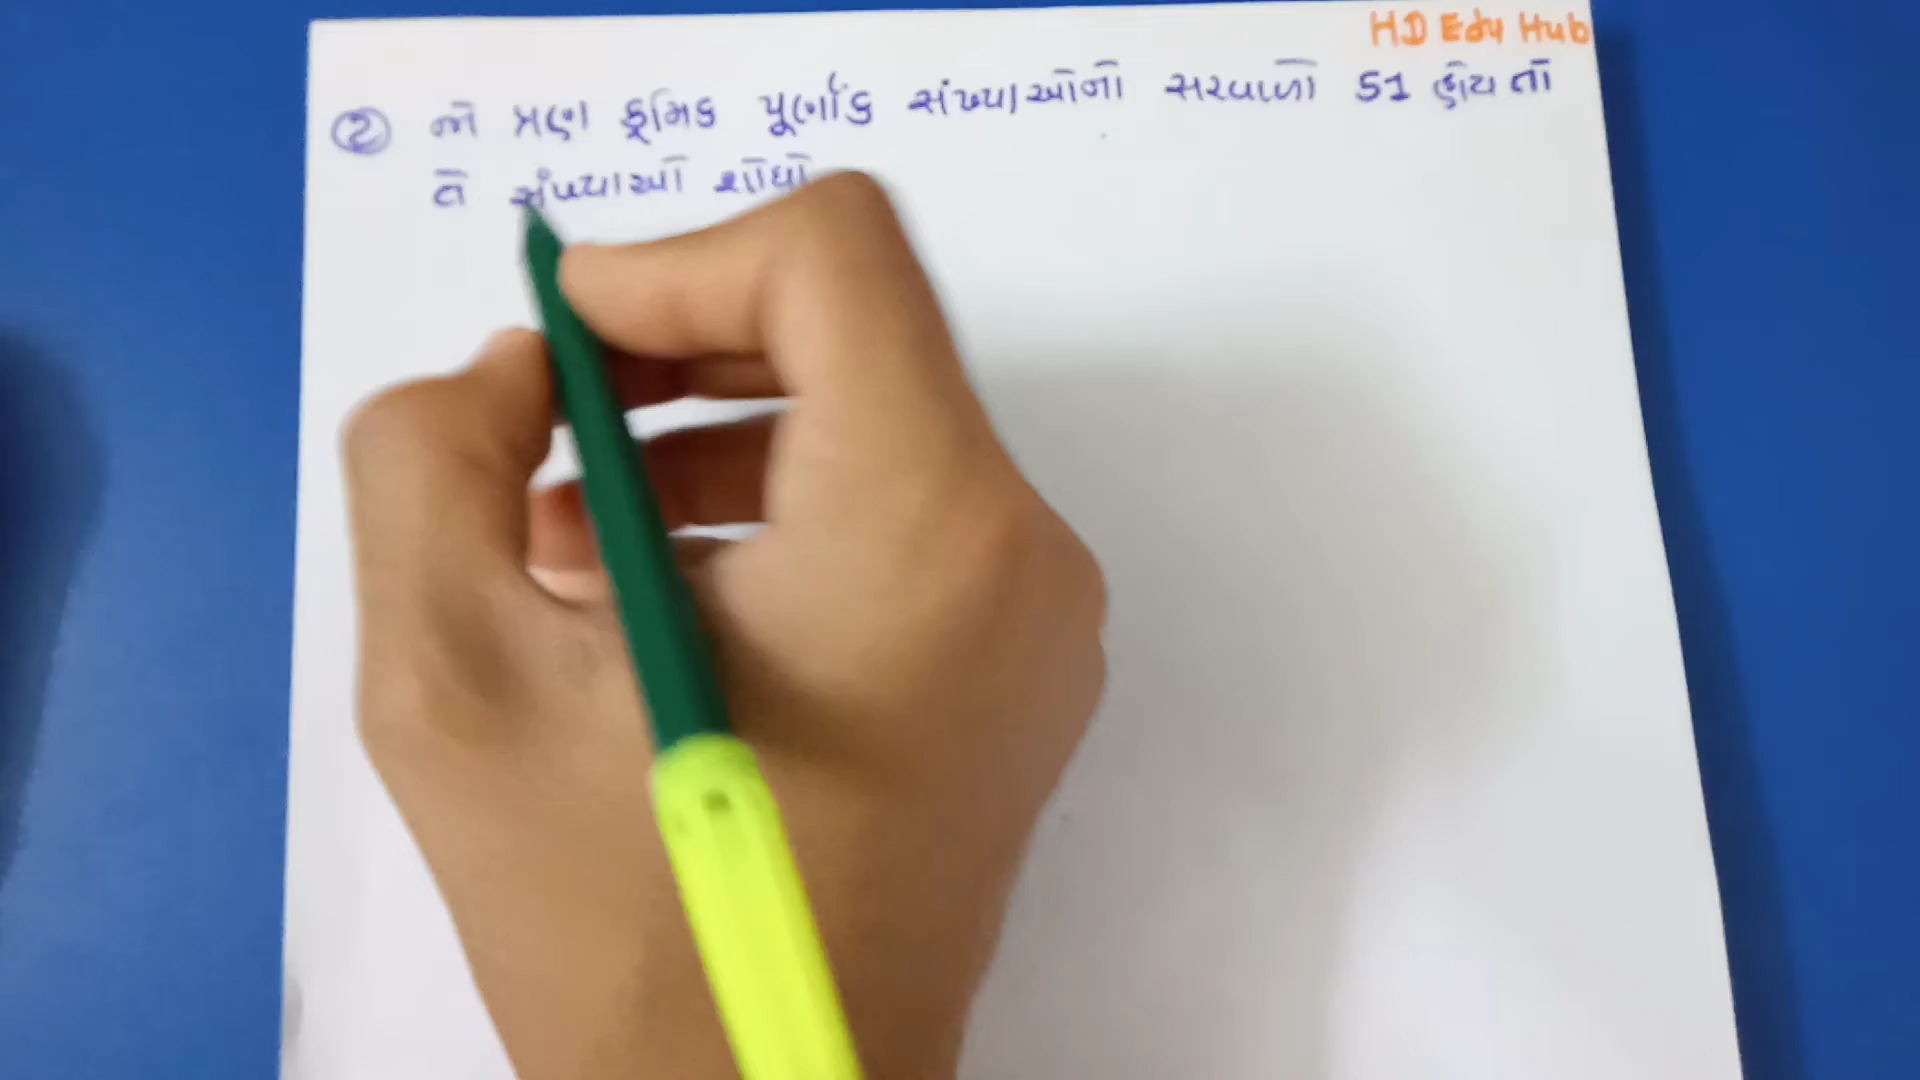 HD Edu Hub
② જો ત્રણ ક્રમિક પૂર્ણાંક સંખ્યાઓનો સરવાળો 51 હોય તો
તે સંખ્યાઓ શોધો